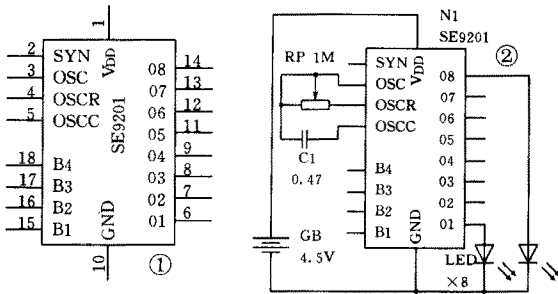 1
2 SYN VDD 08 14
3 OSC 07 13
4 OSCR 06 12
5 OSCC 05 11
SE9201
04 9
18 B4 03 8
17 B3 02 7
16 B2 01 6
15 B1 GND
10
①
N1
SE9201
②
RP 1M
SYN VDD 08
OSC 07
OSCR 06
OSCC 05
C1 04
0.47
B4 03
B3 02
B2 01
B1 GND
GB
4.5V
LED
×8